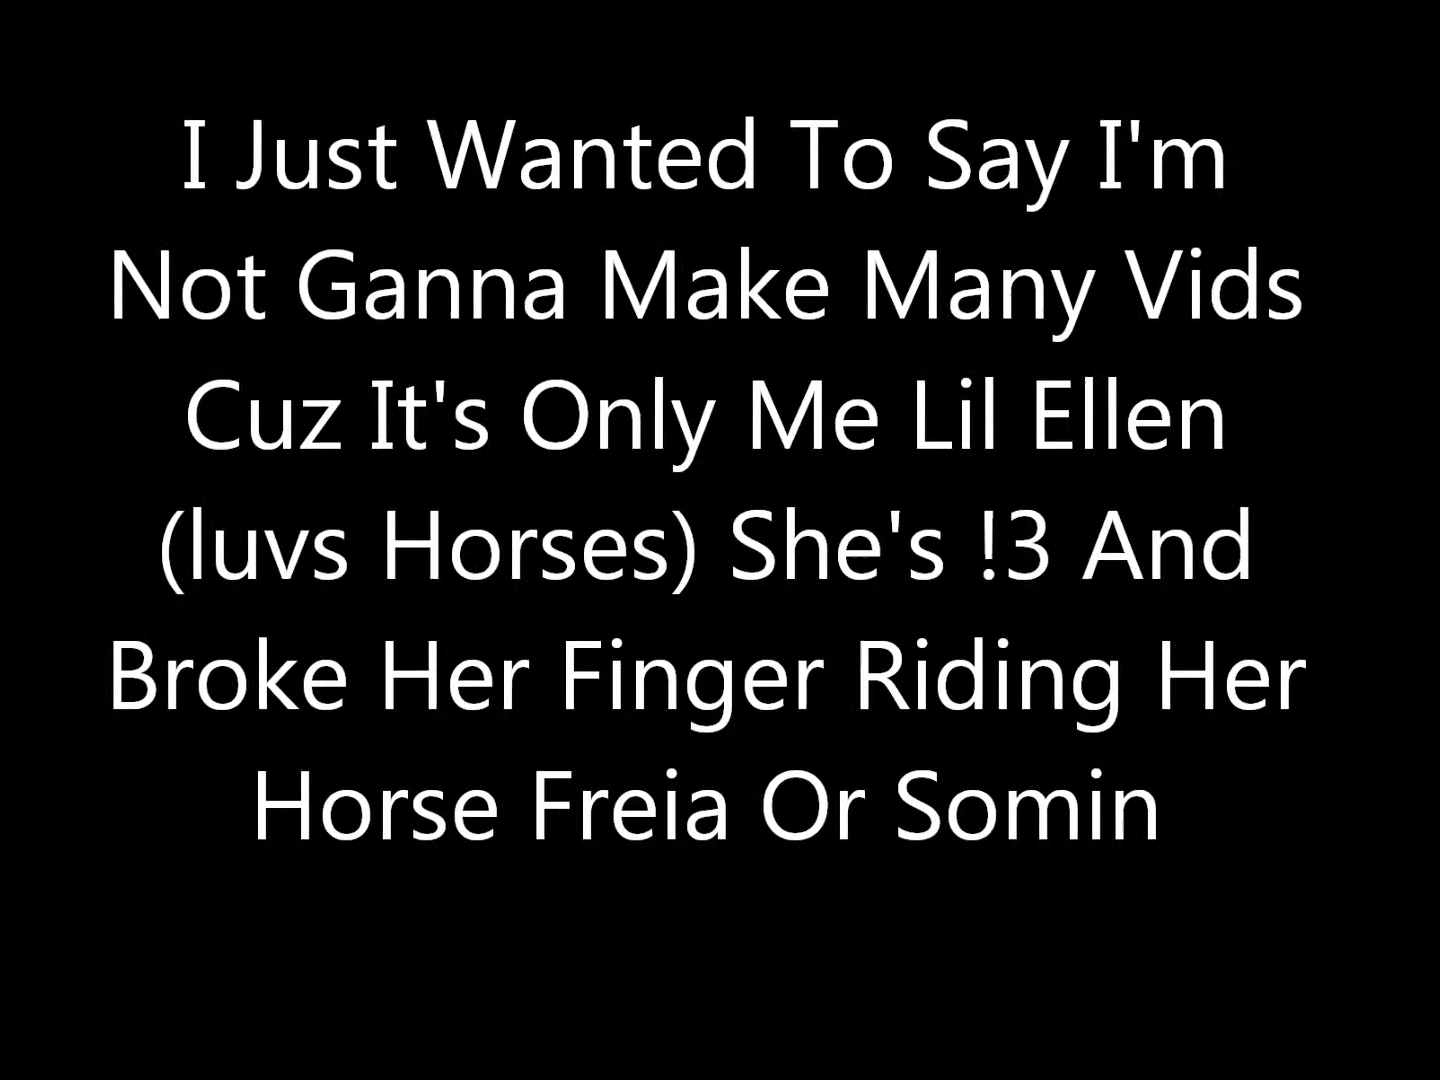 I Just Wanted To Say I'm
Not Ganna Make Many Vids
Cuz It's Only Me Lil Ellen
(luvs Horses) She's !3 And
Broke Her Finger Riding Her
Horse Freia Or Somin